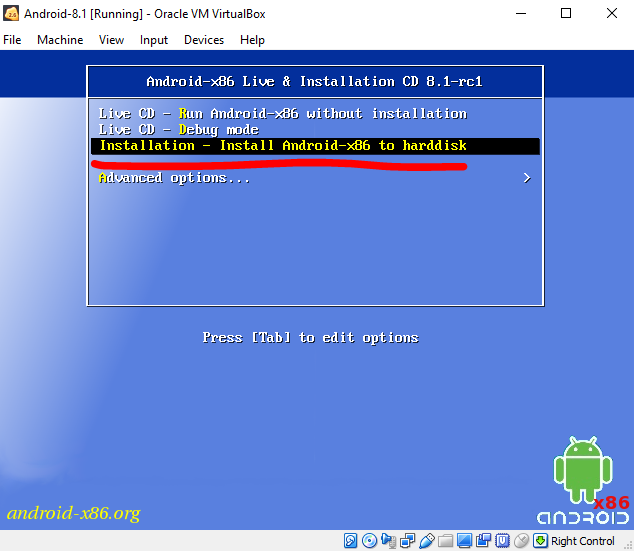 Android-8.1 [Running] - Oracle VM VirtualBox
File Machine View Input Devices Help
Android-x86 Live & Installation CD 8.1-rc1
Live CD - Run Android-x86 without installation
Live CD - Debug mode
Installation - Install Android-x86 to harddisk
Advanced options... >
Press [Tab] to edit options
x86
android-x86.org
ANDROID
Right Control